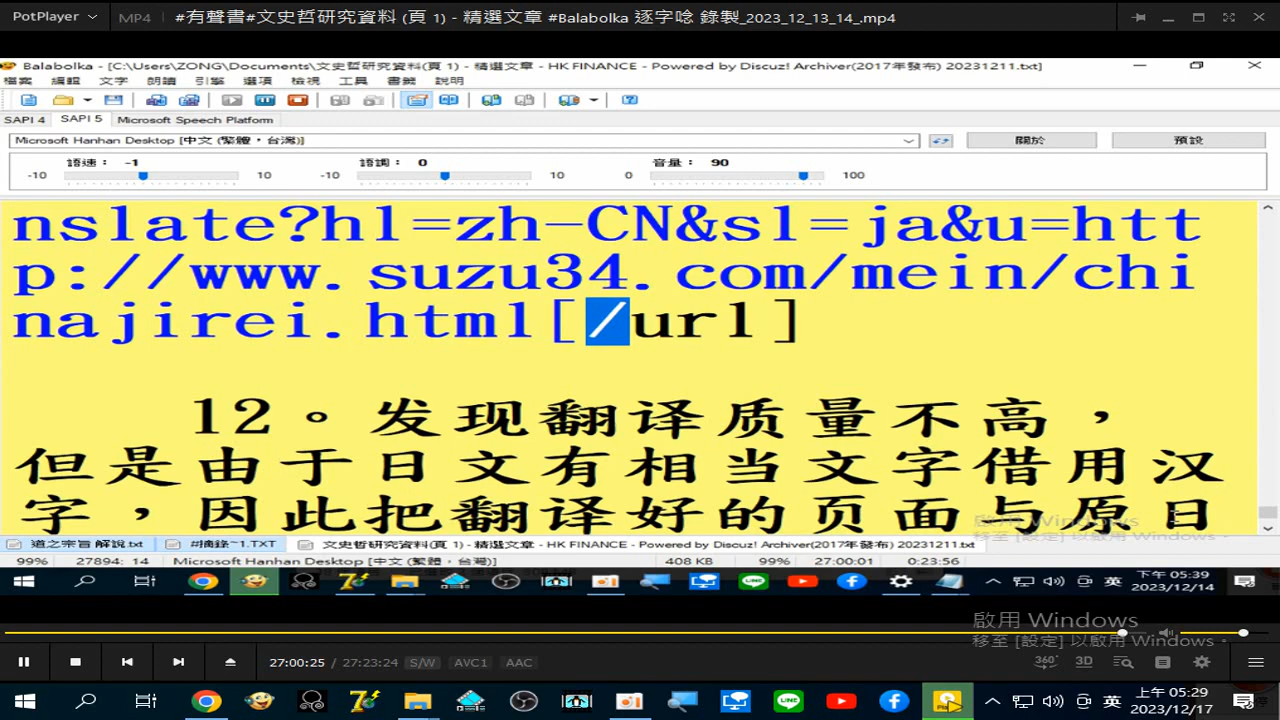 PotPlayer
MP4
#有聲書#文史哲研究資料 (頁 1) - 精選文章 #Balabolka 逐字唸 錄製_2023_12_13_14_.mp4
Balabolka - [C:\Users\ZONG\Documents\文史哲研究資料(頁 1) - 精選文章 - HK FINANCE - Powered by Discuz! Archiver(2017年發布) 20231211.txt]
檔案 編輯 文字 朗讀 引擎 選項 檢視 工具 書籤 說明
SAPI 4 SAPI 5 Microsoft Speech Platform
Microsoft Hanhan Desktop [中文 (繁體，台灣)]
關於
預設
語速： -1 語調： 0 音量： 90
-10 10 -10 10 0 100
nslate?hl=zh-CN&sl=ja&u=htt
p://www.suzu34.com/mein/chi
najirei.html[/url]
12。发现翻译质量不高，
但是由于日文有相当文字借用汉
字，因此把翻译好的页面与原日
啟用 Windows
移至 [設定] 以啟用 Windows。
道之宗旨 解說.txt #摘錄~1.TXT 文史哲研究資料(頁 1) - 精選文章 - HK FINANCE - Powered by Discuz! Archiver(2017年發布) 20231211.txt
99% 27894: 14 Microsoft Hanhan Desktop [中文 (繁體，台灣)] 408 KB 99% 27:00:01 0:23:56
英 下午 05:39
2023/12/14
啟用 Windows
移至 [設定] 以啟用 Windows。
27:00:25 / 27:23:24 S/W AVC1 AAC
360° 3D
英 上午 05:29
2023/12/17